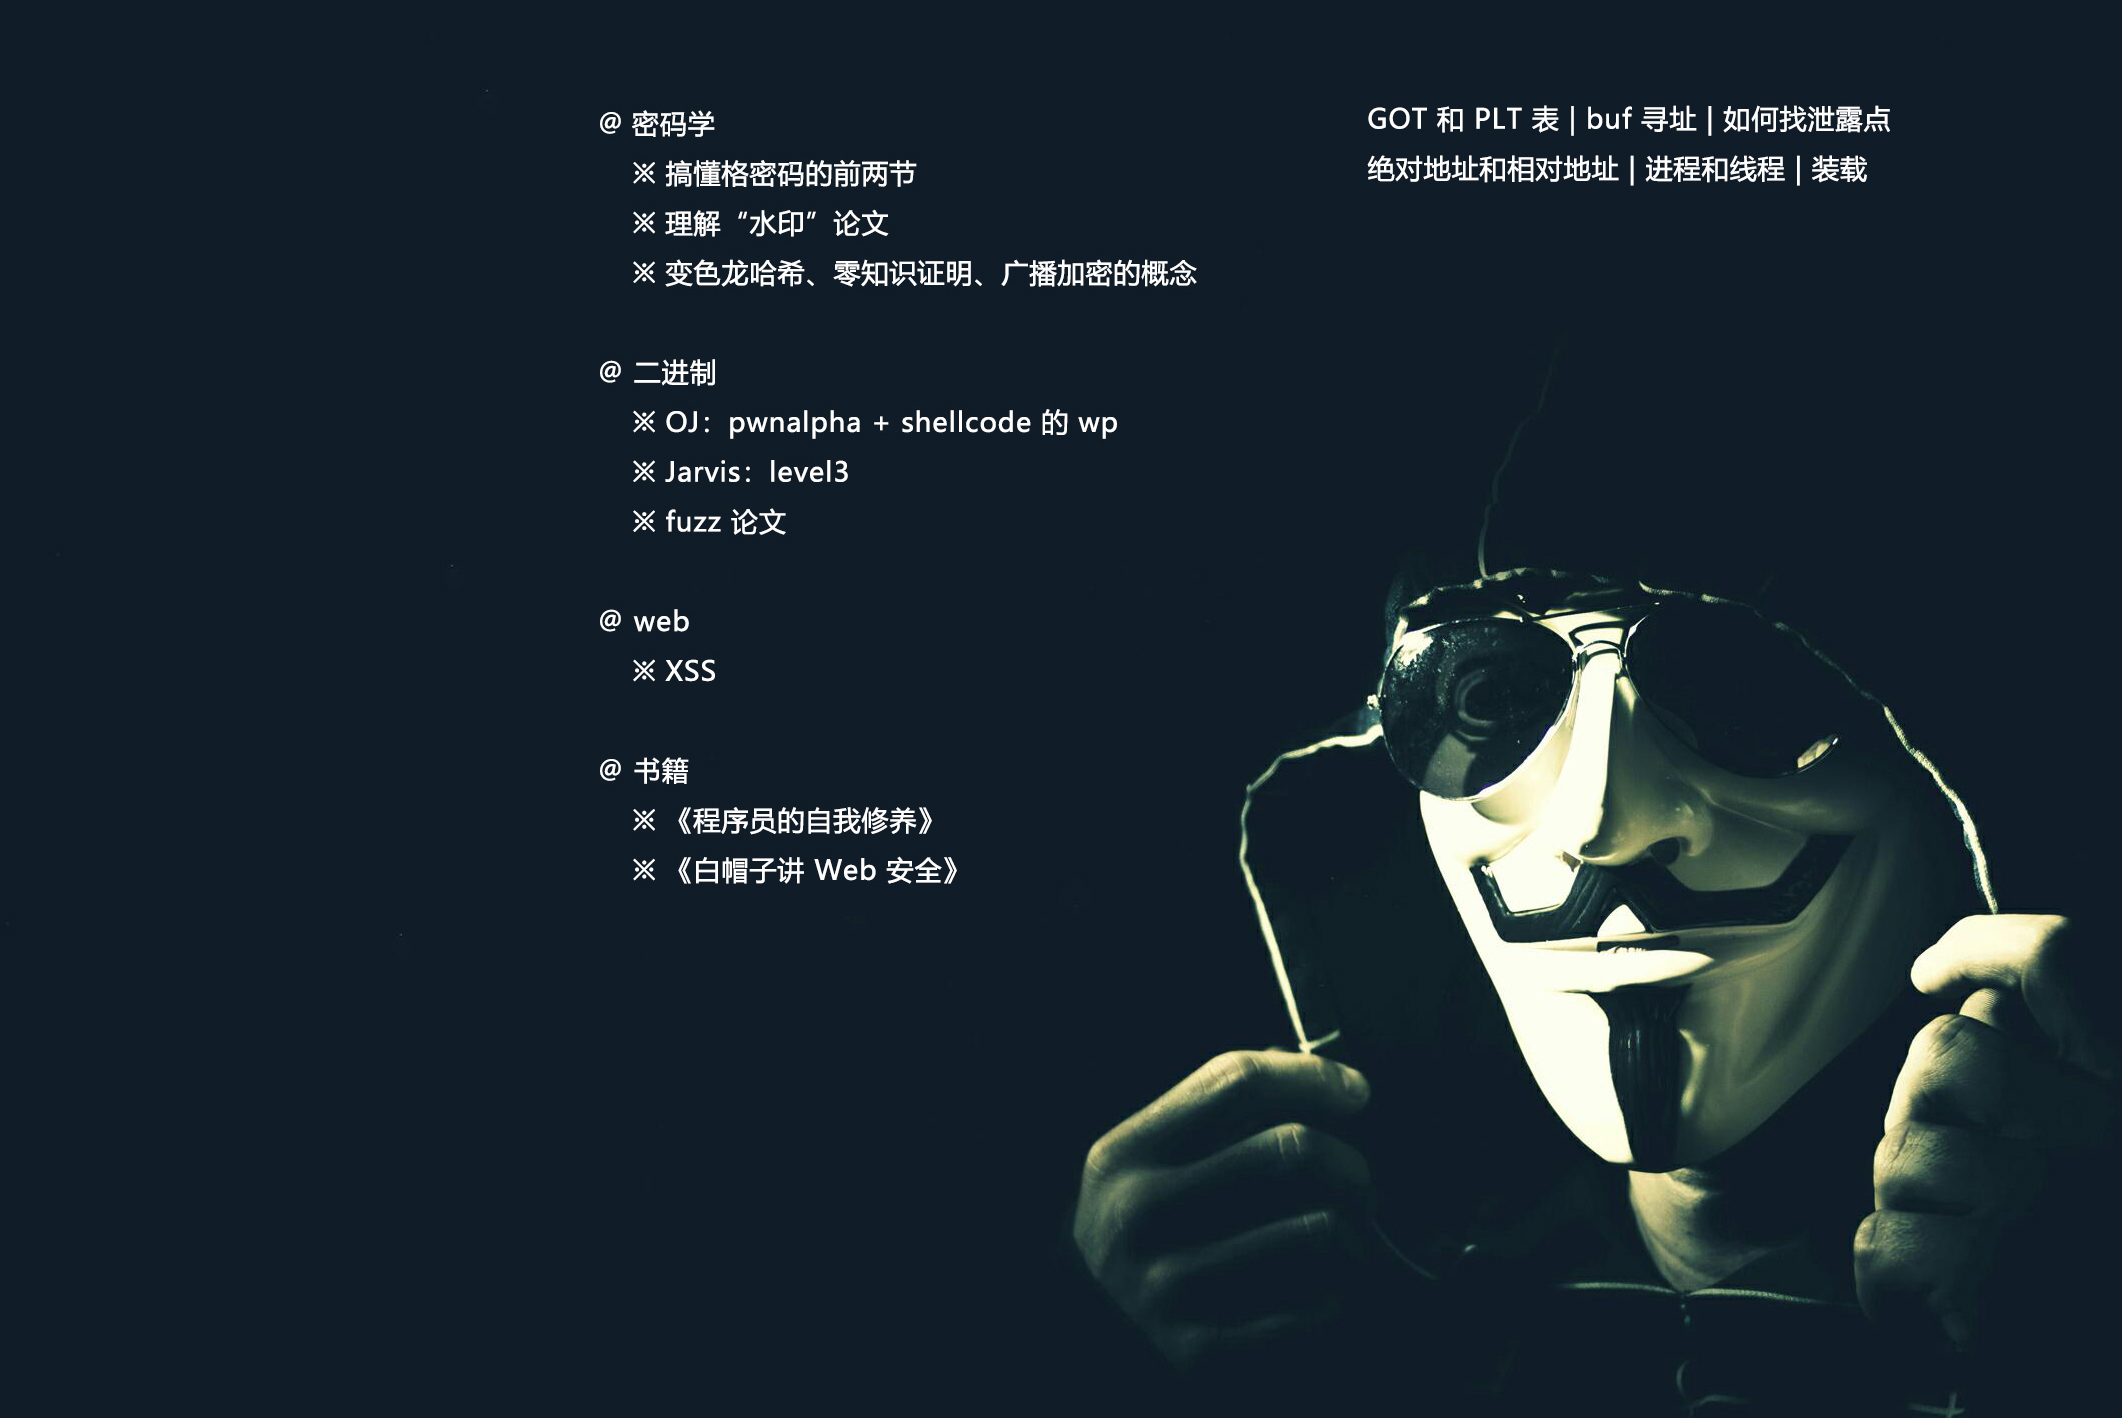 @ 密码学
※ 搞懂格密码的前两节
※ 理解“水印”论文
※ 变色龙哈希、零知识证明、广播加密的概念
@ 二进制
※ OJ：pwnalpha + shellcode 的 wp
※ Jarvis：level3
※ fuzz 论文
@ web
※ XSS
@ 书籍
※ 《程序员的自我修养》
※ 《白帽子讲 Web 安全》
GOT 和 PLT 表 | buf 寻址 | 如何找泄露点
绝对地址和相对地址 | 进程和线程 | 装载